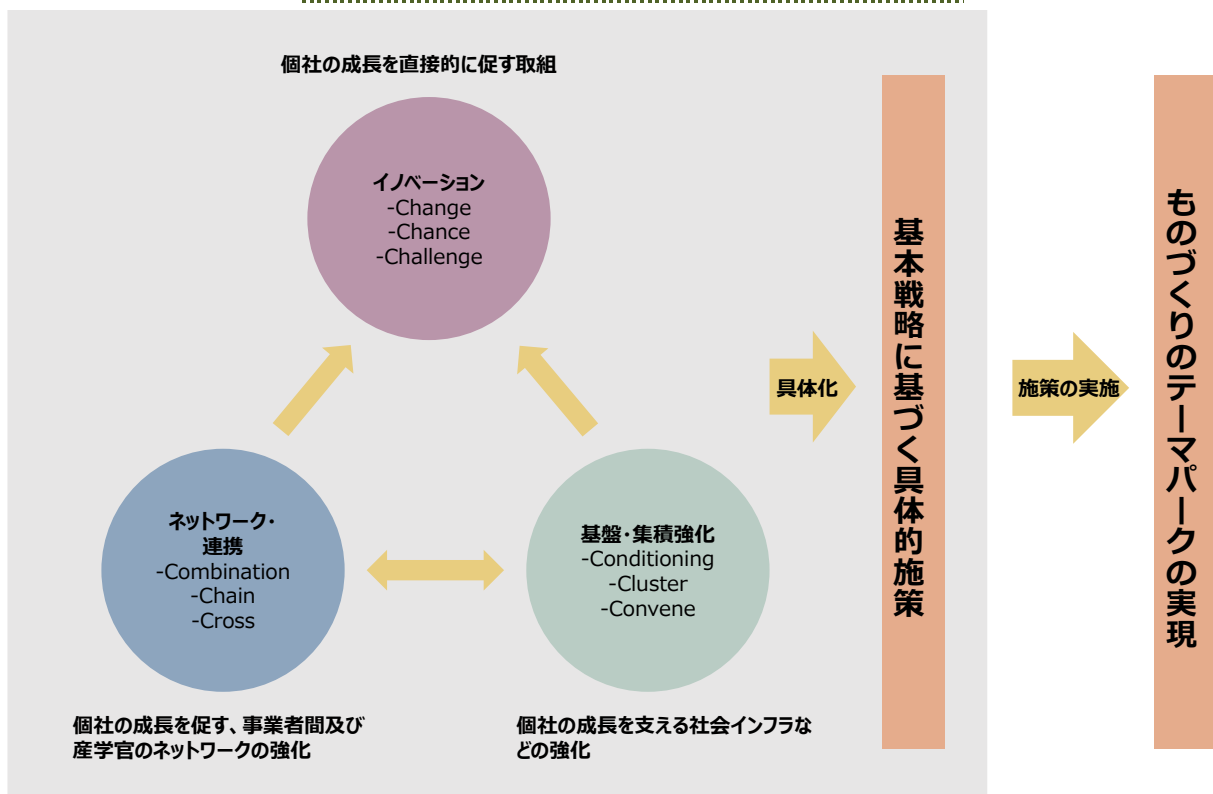 個社の成長を直接的に促す取組
イノベーション
-Change
-Chance
-Challenge
ネットワーク・
連携
-Combination
-Chain
-Cross
基盤・集積強化
-Conditioning
-Cluster
-Convene
個社の成長を促す、事業者間及び
産学官のネットワークの強化
個社の成長を支える社会インフラな
どの強化
具体化
基本戦略に基づく具体的施策
施策の実施
ものづくりのテーマパークの実現